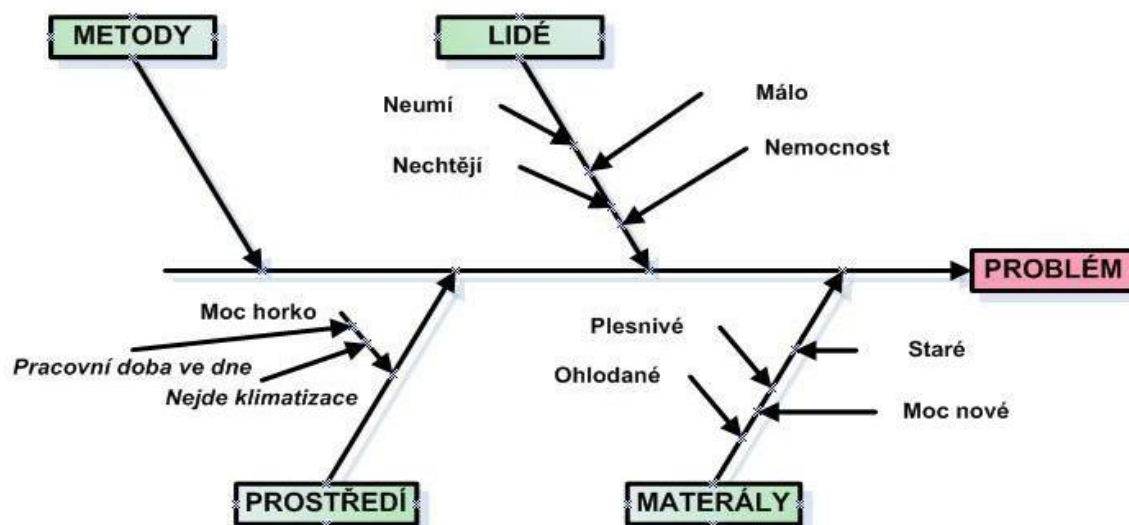 METODY
LIDÉ
Neumí
Málo
Nechtějí
Nemocnost
PROBLÉM
Moc horko
Pracovní doba ve dne
Nejde klimatizace
Plesnivé
Staré
Ohlodané
Moc nové
PROSTŘEDÍ
MATERÁLY